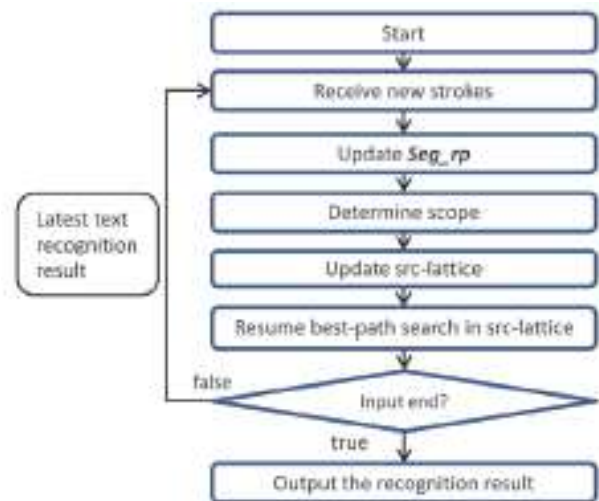 Start
Receive new strokes
Update Seg_rp
Determine scope
Update src-lattice
Resume best-path search in src-lattice
Latest text
recognition
result
false
Input end?
true
Output the recognition result